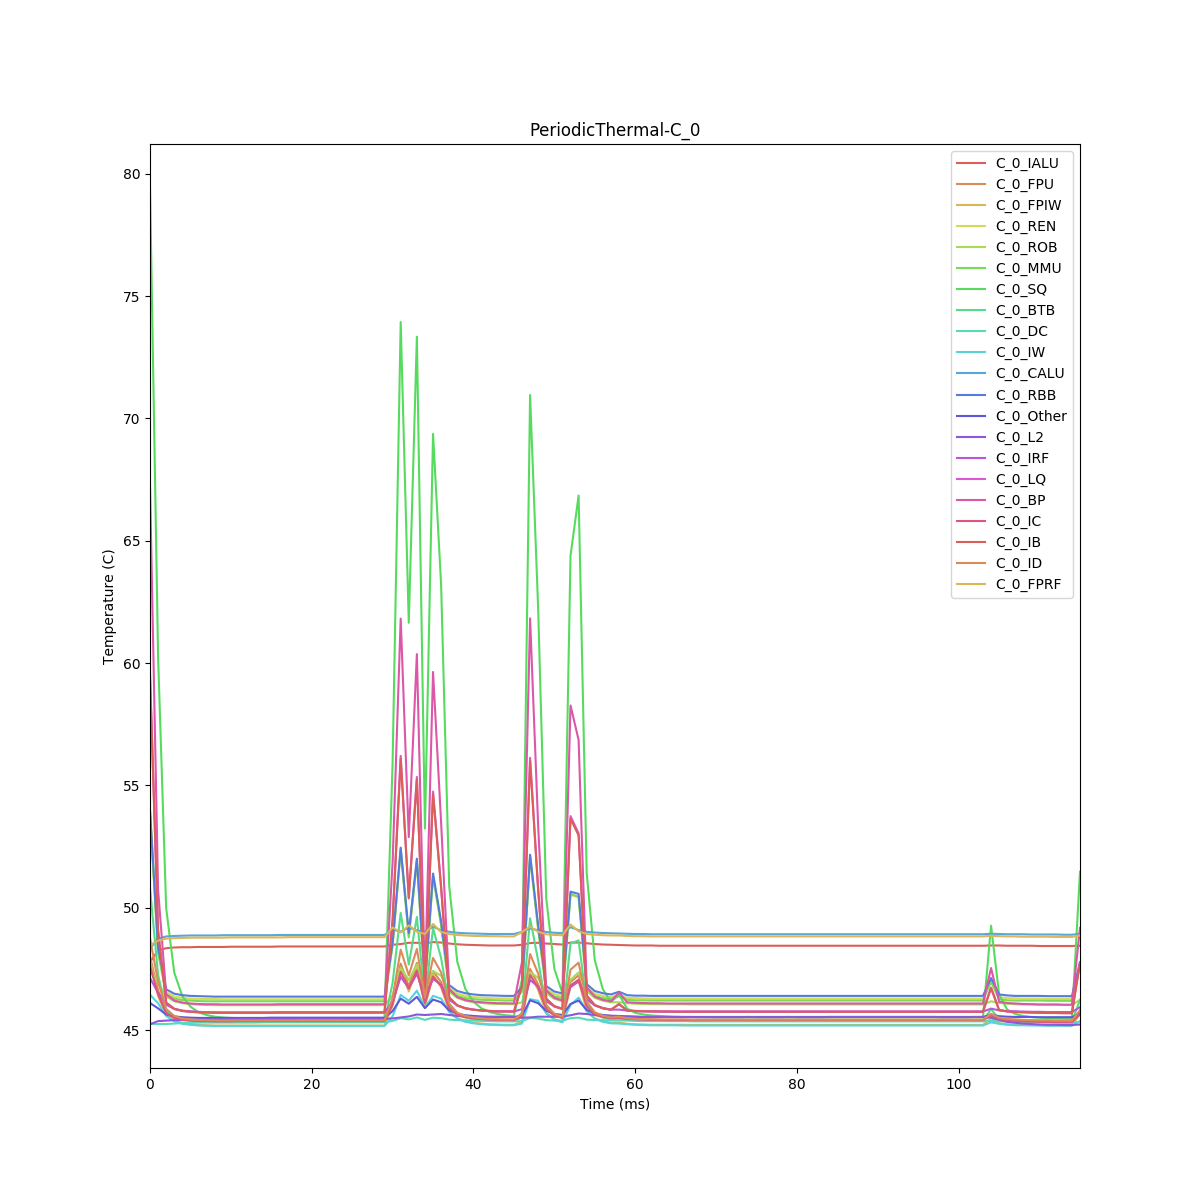 PeriodicThermal-C_0
80
75
70
65
60
55
50
45
Temperature (C)
0
20
40
60
80
100
Time (ms)
C_0_IALU
C_0_FPU
C_0_FPIW
C_0_REN
C_0_ROB
C_0_MMU
C_0_SQ
C_0_BTB
C_0_DC
C_0_IW
C_0_CALU
C_0_RBB
C_0_Other
C_0_L2
C_0_IRF
C_0_LQ
C_0_BP
C_0_IC
C_0_IB
C_0_ID
C_0_FPRF